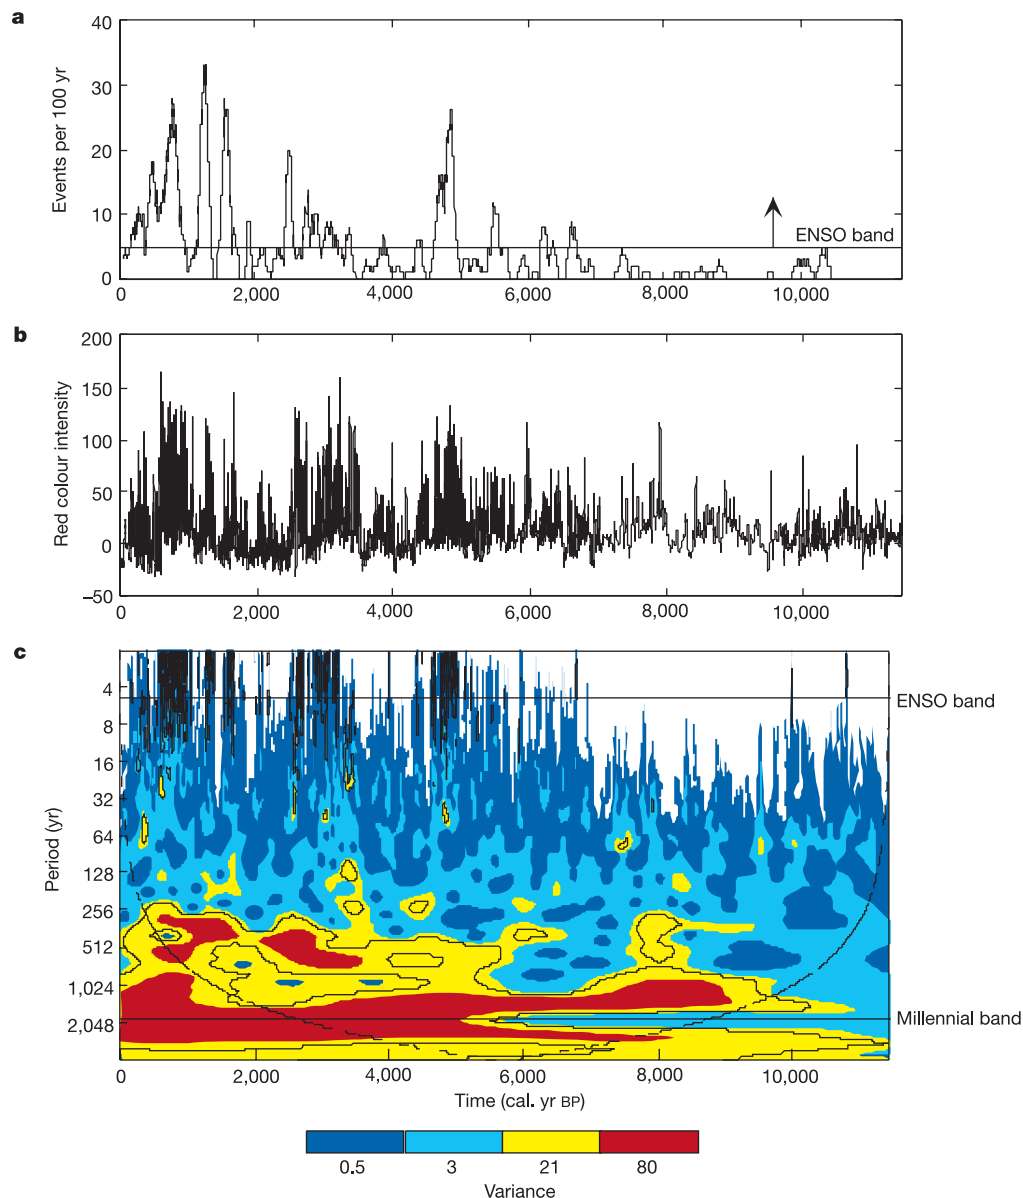 a
40
30
20
10
0
Events per 100 yr
ENSO band
0 2,000 4,000 6,000 8,000 10,000
b
200
150
100
50
0
–50
Red colour intensity
0 2,000 4,000 6,000 8,000 10,000
c
4
8
16
32
64
128
256
512
1,024
2,048
Period (yr)
ENSO band
Millennial band
0 2,000 4,000 6,000 8,000 10,000
Time (cal. yr BP)
0.5 3 21 80
Variance